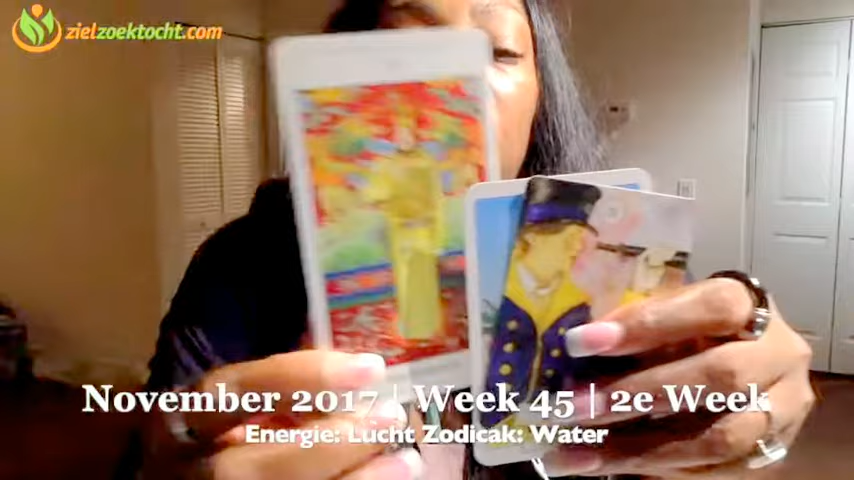 zielzoektocht.com
November 2017 | Week 45 | 2e Week
Energie: Lucht Zodicak: Water